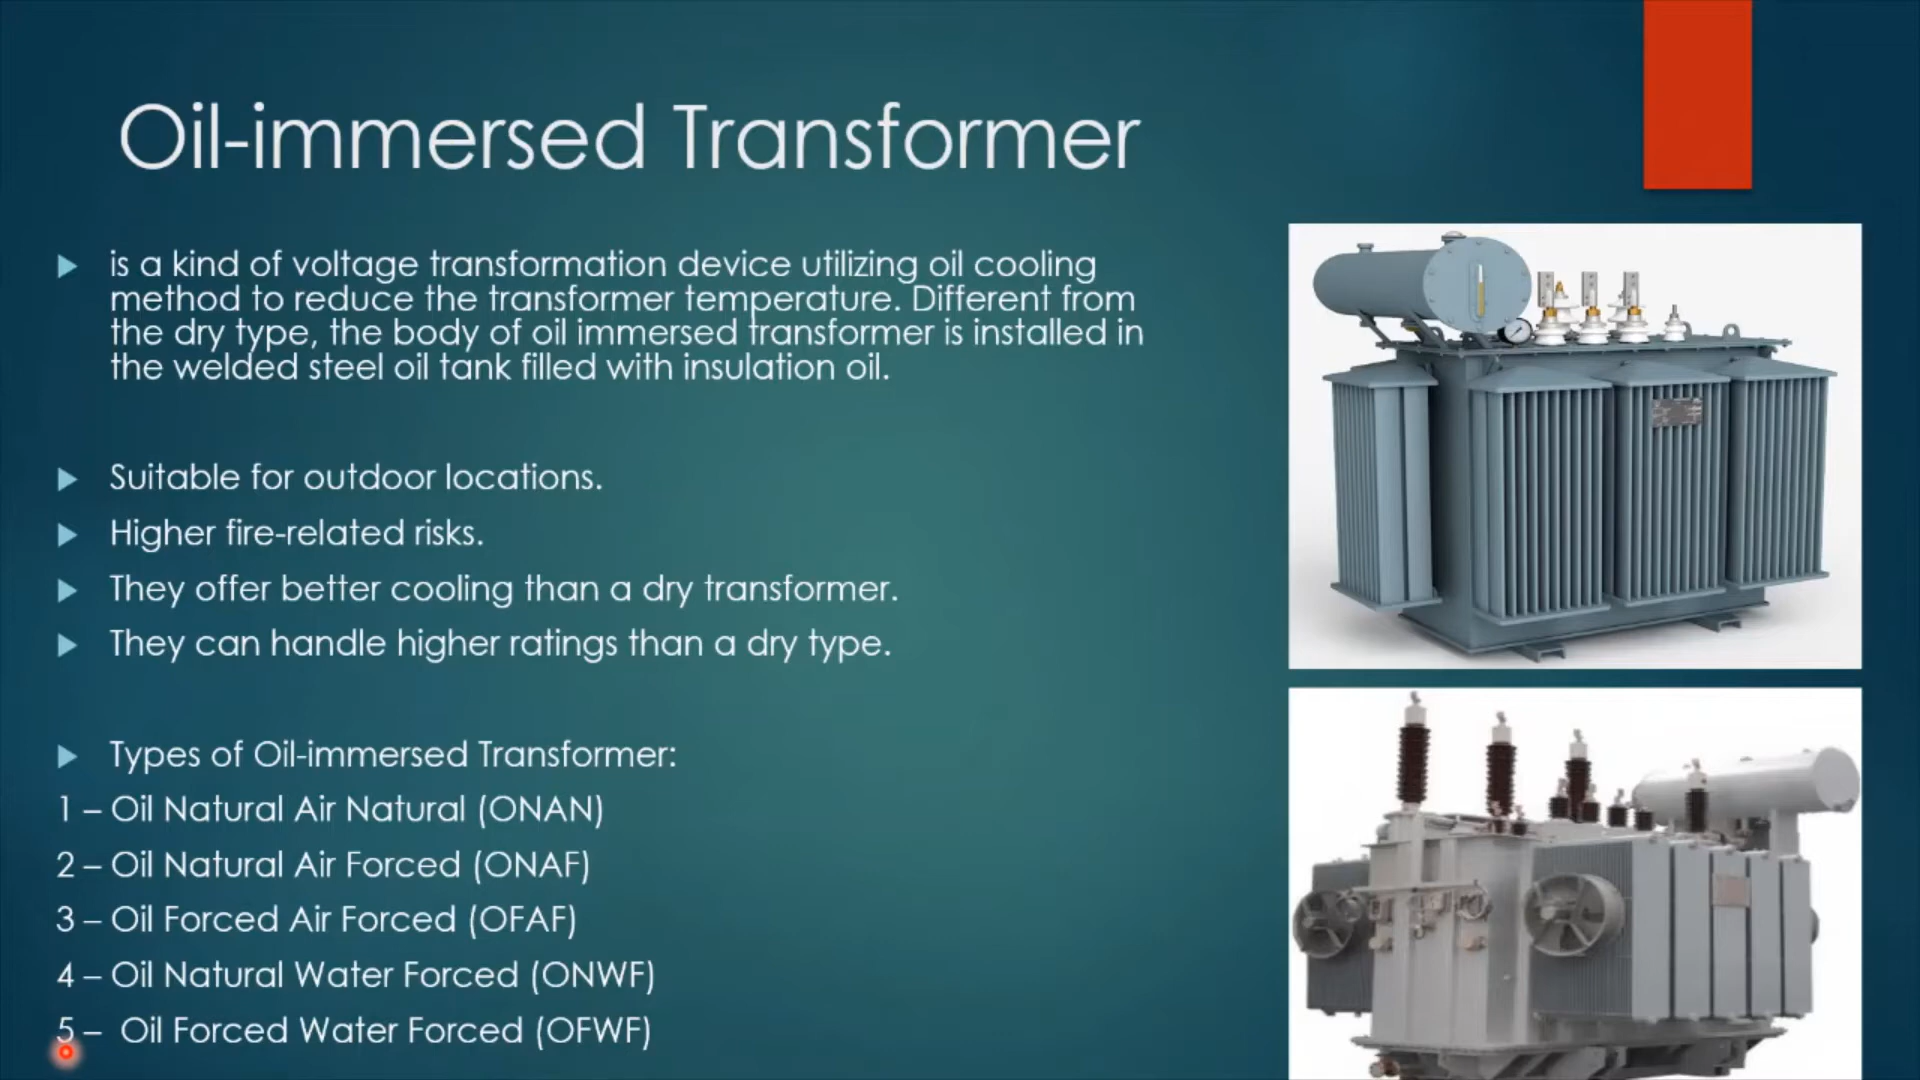 Oil-immersed Transformer
is a kind of voltage transformation device utilizing oil cooling
method to reduce the transformer temperature. Different from
the dry type, the body of oil immersed transformer is installed in
the welded steel oil tank filled with insulation oil.
Suitable for outdoor locations.
Higher fire-related risks.
They offer better cooling than a dry transformer.
They can handle higher ratings than a dry type.
Types of Oil-immersed Transformer:
1 – Oil Natural Air Natural (ONAN)
2 – Oil Natural Air Forced (ONAF)
3 – Oil Forced Air Forced (OFAF)
4 – Oil Natural Water Forced (ONWF)
5 – Oil Forced Water Forced (OFWF)